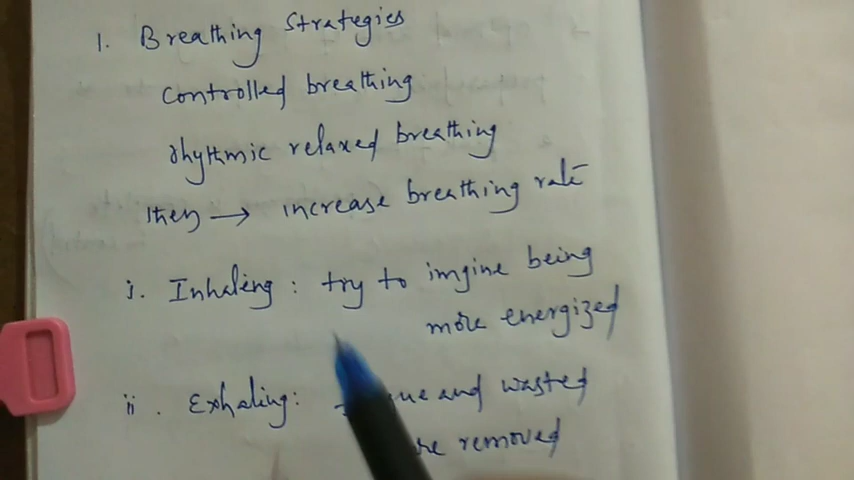 1. Breathing Strategies
controlled breathing
rhythmic relaxed breathing
then → increase breathing rate
i. Inhaling : try to imgine being
more energized
ii. Exhaling: and wasted
removed